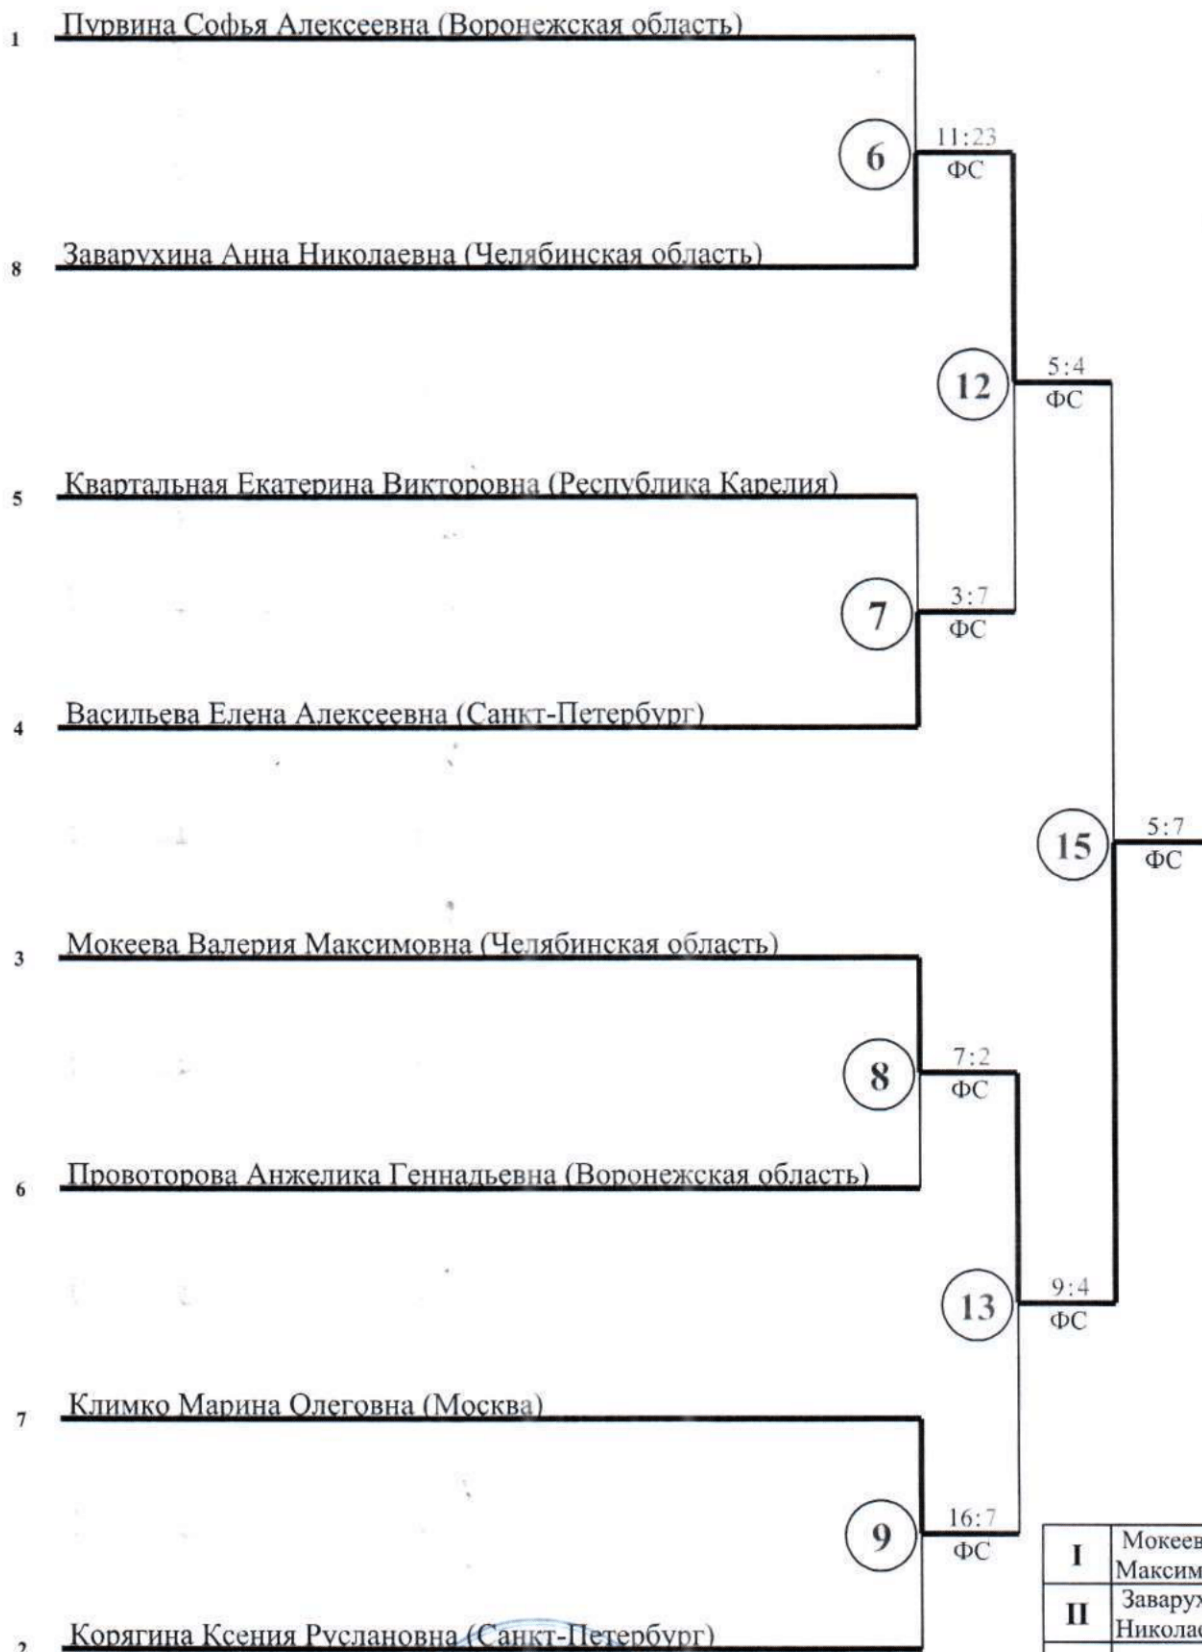 1 Пурвина Софья Алексеевна (Воронежская область)
6 11:23
ФС
8 Заварухина Анна Николаевна (Челябинская область)
12 5:4
ФС
5 Квартальная Екатерина Викторовна (Республика Карелия)
7 3:7
ФС
4 Васильева Елена Алексеевна (Санкт-Петербург)
15 5:7
ФС
3 Мокеева Валерия Максимовна (Челябинская область)
8 7:2
ФС
6 Провоторова Анжелика Геннадьевна (Воронежская область)
13 9:4
ФС
7 Климко Марина Олеговна (Москва)
9 16:7
ФС
I Мокеев
Максим
II Заварух
Никола
2 Корягина Ксения Руслановна (Санкт-Петербург)